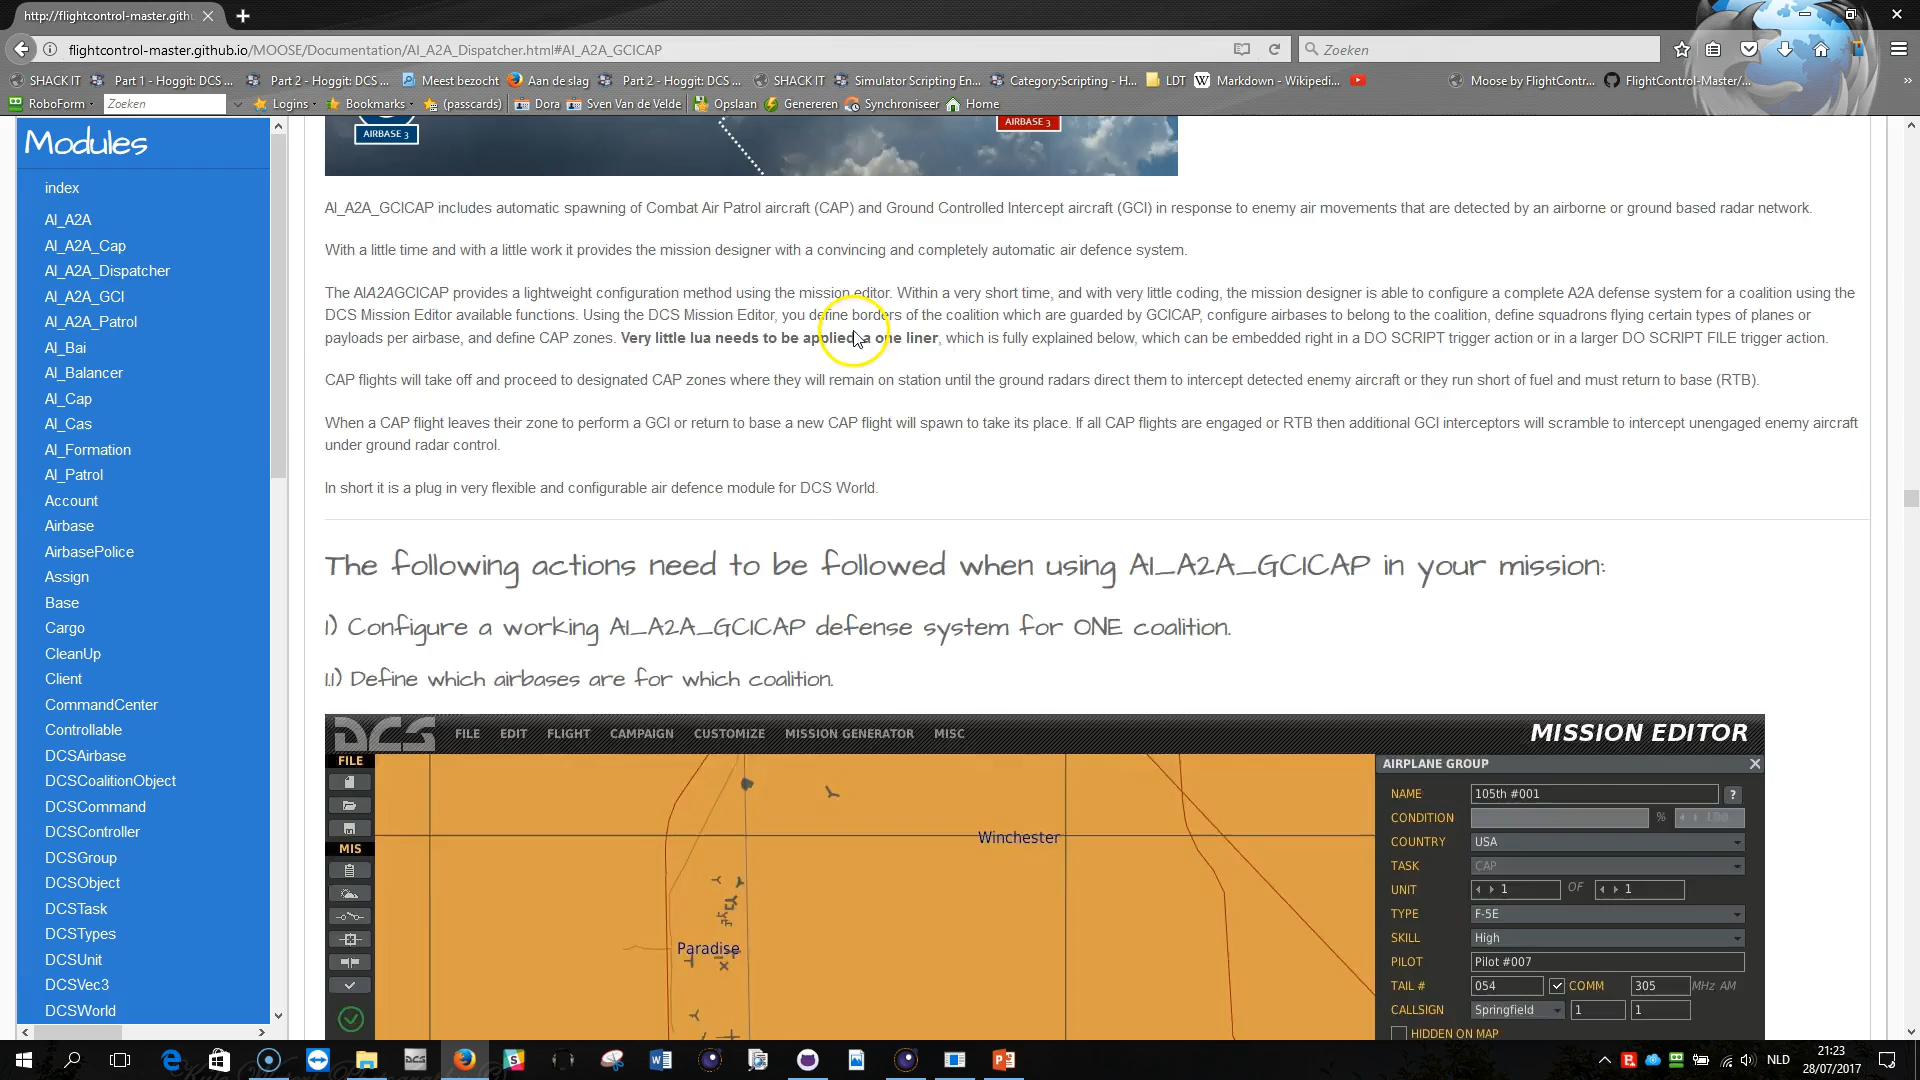 http://flightcontrol-master.gith
flightcontrol-master.github.io/MOOSE/Documentation/AI_A2A_Dispatcher.html#AI_A2A_GCICAP
Zoeken
SHACK IT
Part 1 - Hoggit: DCS ...
Part 2 - Hoggit: DCS ...
Meest bezocht
Aan de slag
Part 2 - Hoggit: DCS ...
SHACK IT
Simulator Scripting En...
Category:Scripting - H...
LDT
Markdown - Wikipedi...
Moose by FlightContr...
FlightControl-Master/...
RoboForm
Zoeken
Logins
Bookmarks
(passcards)
Dora
Sven Van de Velde
Opslaan
Genereren
Synchroniseer
Home
Modules
index
AI_A2A
AI_A2A_Cap
AI_A2A_Dispatcher
AI_A2A_GCI
AI_A2A_Patrol
AI_Bai
AI_Balancer
AI_Cap
AI_Cas
AI_Formation
AI_Patrol
Account
Airbase
AirbasePolice
Assign
Base
Cargo
CleanUp
Client
CommandCenter
Controllable
DCSAirbase
DCSCoalitionObject
DCSCommand
DCSController
DCSGroup
DCSObject
DCSTask
DCSTypes
DCSUnit
DCSVec3
DCSWorld
AIRBASE 3
AIRBASE 3
AI_A2A_GCICAP includes automatic spawning of Combat Air Patrol aircraft (CAP) and Ground Controlled Intercept aircraft (GCI) in response to enemy air movements that are detected by an airborne or ground based radar network.
With a little time and with a little work it provides the mission designer with a convincing and completely automatic air defence system.
The AIA2AGCICAP provides a lightweight configuration method using the mission editor. Within a very short time, and with very little coding, the mission designer is able to configure a complete A2A defense system for a coalition using the
DCS Mission Editor available functions. Using the DCS Mission Editor, you define borders of the coalition which are guarded by GCICAP, configure airbases to belong to the coalition, define squadrons flying certain types of planes or
payloads per airbase, and define CAP zones. Very little lua needs to be applied, a one liner, which is fully explained below, which can be embedded right in a DO SCRIPT trigger action or in a larger DO SCRIPT FILE trigger action.
CAP flights will take off and proceed to designated CAP zones where they will remain on station until the ground radars direct them to intercept detected enemy aircraft or they run short of fuel and must return to base (RTB).
When a CAP flight leaves their zone to perform a GCI or return to base a new CAP flight will spawn to take its place. If all CAP flights are engaged or RTB then additional GCI interceptors will scramble to intercept unengaged enemy aircraft
under ground radar control.
In short it is a plug in very flexible and configurable air defence module for DCS World.
The following actions need to be followed when using AI_A2A_GCICAP in your mission:
1) Configure a working AI_A2A_GCICAP defense system for ONE coalition.
1.1) Define which airbases are for which coalition.
DCS
FILE
EDIT
FLIGHT
CAMPAIGN
CUSTOMIZE
MISSION GENERATOR
MISC
MISSION EDITOR
FILE
MIS
Winchester
Paradise
AIRPLANE GROUP
NAME 105th #001 ?
CONDITION %
COUNTRY USA
TASK CAP
UNIT 1 OF 1
TYPE F-5E
SKILL High
PILOT Pilot #007
TAIL # 054 COMM 305 MHz AM
CALLSIGN Springfield 1 1
HIDDEN ON MAP
NLD
21:23
28/07/2017